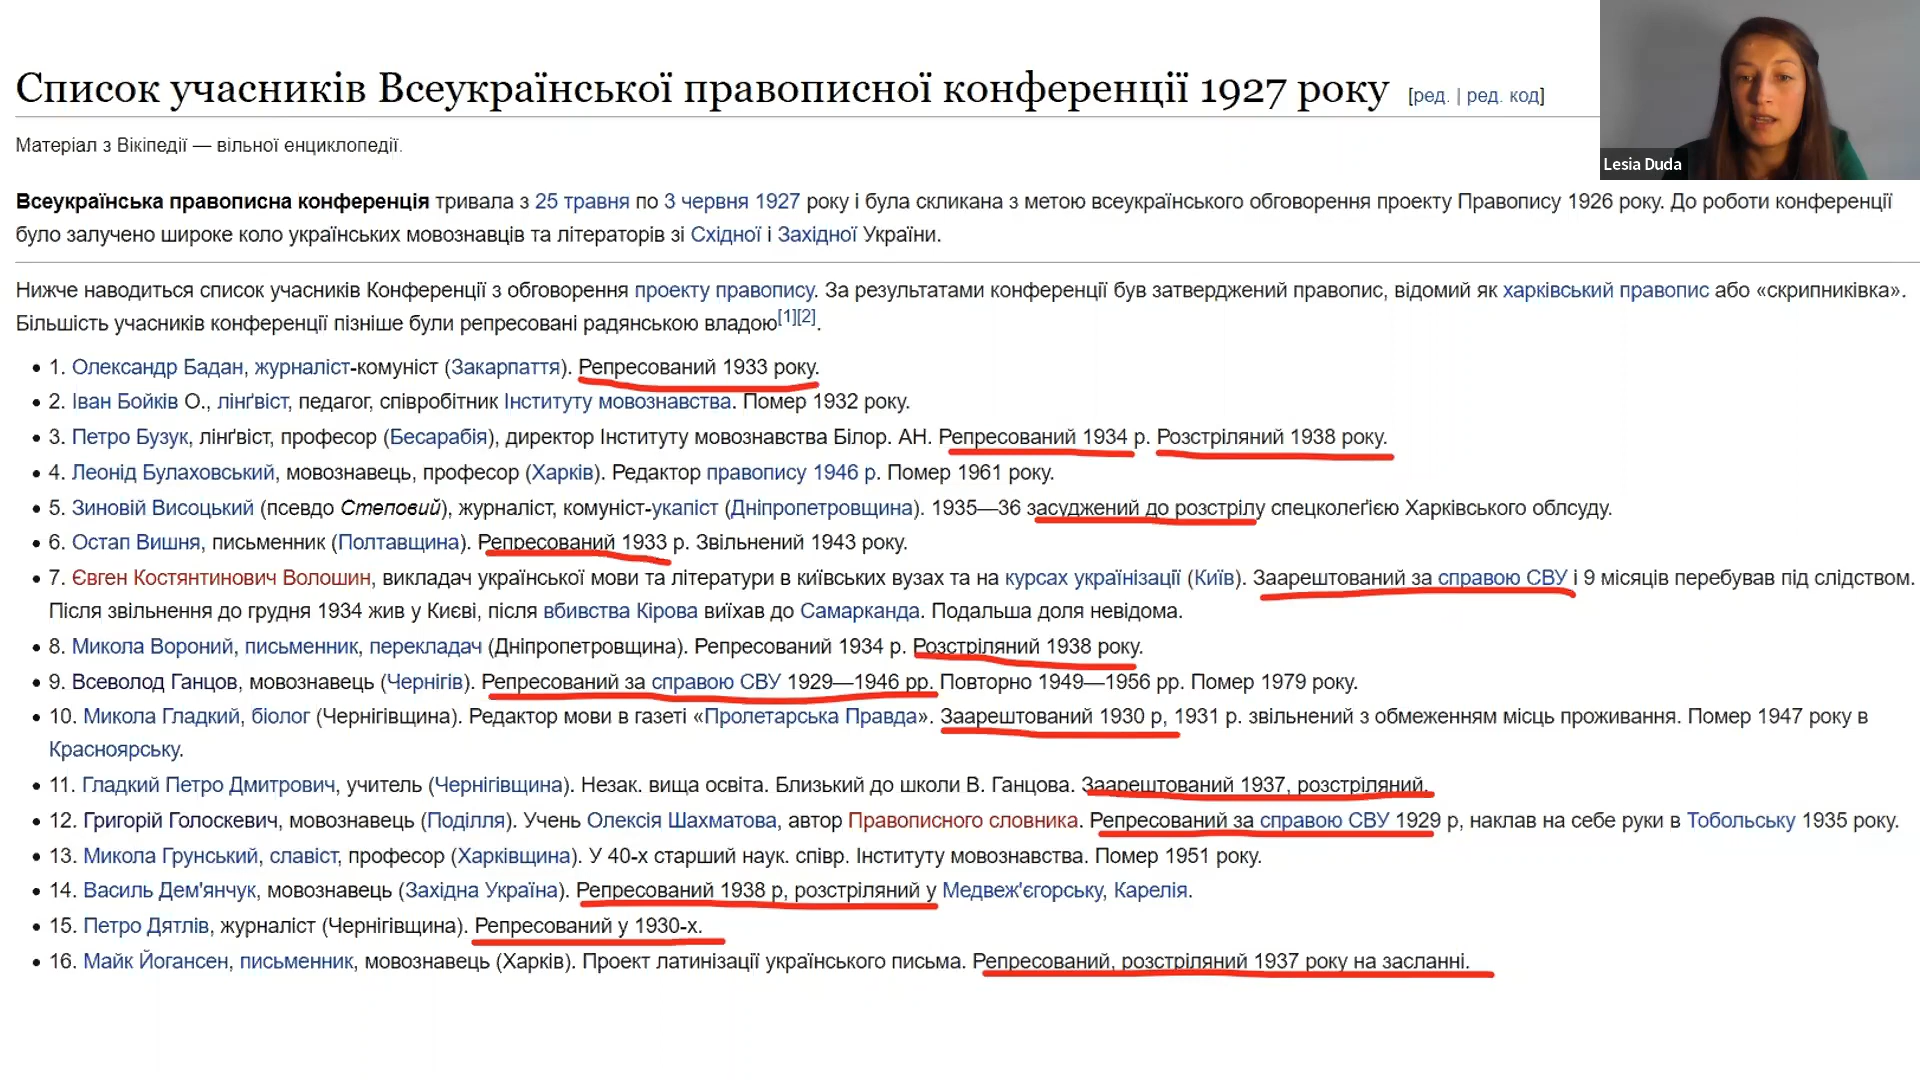 Список учасників Всеукраїнської правописної конференції 1927 року [ред. | ред. код]
Lesia Duda
Матеріал з Вікіпедії — вільної енциклопедії.
Всеукраїнська правописна конференція тривала з 25 травня по 3 червня 1927 року і була скликана з метою всеукраїнського обговорення проекту Правопису 1926 року. До роботи конференції
було залучено широке коло українських мовознавців та літераторів зі Східної і Західної України.
Нижче наводиться список учасників Конференції з обговорення проекту правопису. За результатами конференції був затверджений правопис, відомий як харківський правопис або «скрипниківка».
Більшість учасників конференції пізніше були репресовані радянською владою[1][2].
• 1. Олександр Бадан, журналіст-комуніст (Закарпаття). Репресований 1933 року.
• 2. Іван Бойків О., лінґвіст, педагог, співробітник Інституту мовознавства. Помер 1932 року.
• 3. Петро Бузук, лінґвіст, професор (Бесарабія), директор Інституту мовознавства Білор. АН. Репресований 1934 р. Розстріляний 1938 року.
• 4. Леонід Булаховський, мовознавець, професор (Харків). Редактор правопису 1946 р. Помер 1961 року.
• 5. Зиновій Висоцький (псевдо Степовий), журналіст, комуніст-укапіст (Дніпропетровщина). 1935—36 засуджений до розстрілу спецколеґією Харківського облсуду.
• 6. Остап Вишня, письменник (Полтавщина). Репресований 1933 р. Звільнений 1943 року.
• 7. Євген Костянтинович Волошин, викладач української мови та літератури в київських вузах та на курсах українізації (Київ). Заарештований за справою СВУ і 9 місяців перебував під слідством.
Після звільнення до грудня 1934 жив у Києві, після вбивства Кірова виїхав до Самарканда. Подальша доля невідома.
• 8. Микола Вороний, письменник, перекладач (Дніпропетровщина). Репресований 1934 р. Розстріляний 1938 року.
• 9. Всеволод Ганцов, мовознавець (Чернігів). Репресований за справою СВУ 1929—1946 рр. Повторно 1949—1956 рр. Помер 1979 року.
• 10. Микола Гладкий, біолог (Чернігівщина). Редактор мови в газеті «Пролетарська Правда». Заарештований 1930 р, 1931 р. звільнений з обмеженням місць проживання. Помер 1947 року в
Красноярську.
• 11. Гладкий Петро Дмитрович, учитель (Чернігівщина). Незак. вища освіта. Близький до школи В. Ганцова. Заарештований 1937, розстріляний.
• 12. Григорій Голоскевич, мовознавець (Поділля). Учень Олексія Шахматова, автор Правописного словника. Репресований за справою СВУ 1929 р, наклав на себе руки в Тобольську 1935 року.
• 13. Микола Грунський, славіст, професор (Харківщина). У 40-х старший наук. співр. Інституту мовознавства. Помер 1951 року.
• 14. Василь Дем'янчук, мовознавець (Західна Україна). Репресований 1938 р, розстріляний у Медвеж'єгорську, Карелія.
• 15. Петро Дятлів, журналіст (Чернігівщина). Репресований у 1930-х.
• 16. Майк Йогансен, письменник, мовознавець (Харків). Проект латинізації українського письма. Репресований, розстріляний 1937 року на засланні.